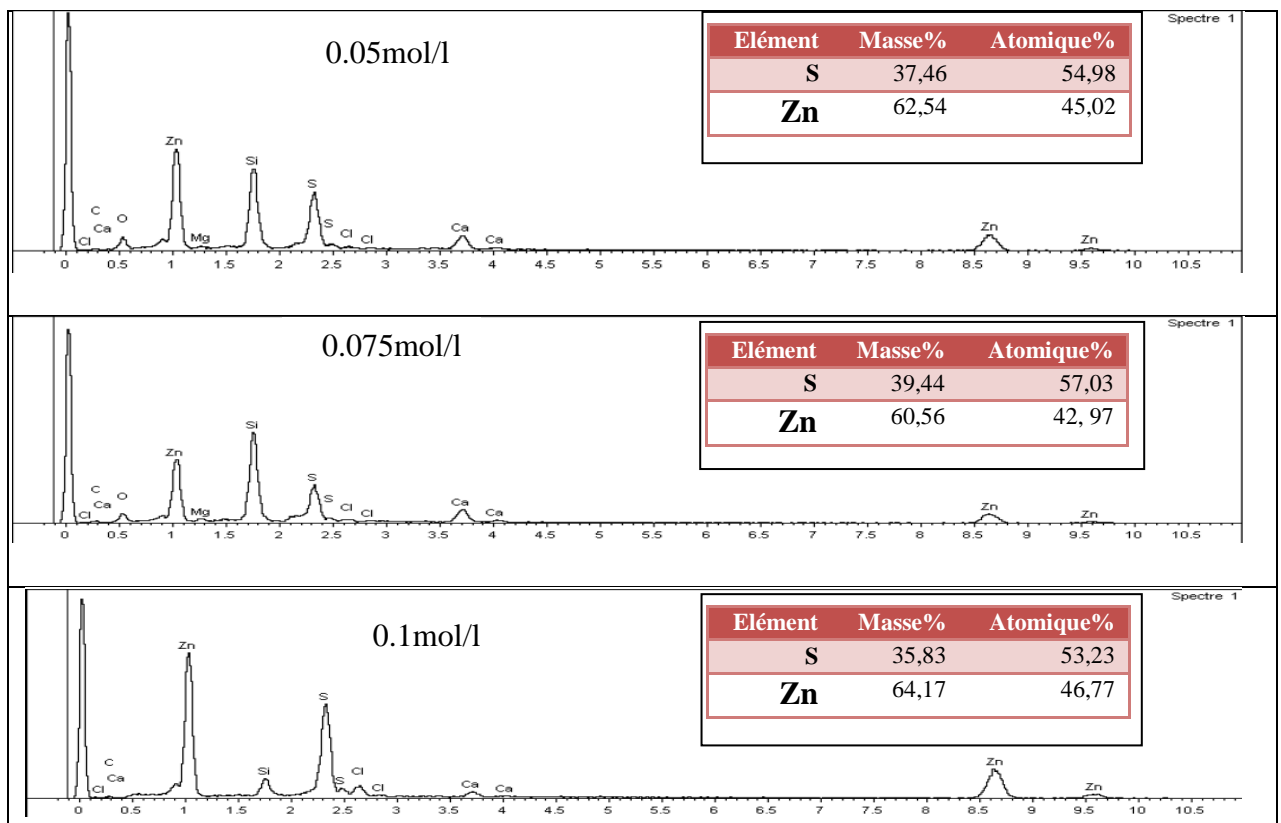 Spectre 1
0.05mol/l
Elément Masse% Atomique%
S 37,46 54,98
Zn 62,54 45,02
Zn
Si
S
C
Ca O
Cl Mg S Cl Cl Ca Ca Zn Zn
0 0.5 1 1.5 2 2.5 3 3.5 4 4.5 5 5.5 6 6.5 7 7.5 8 8.5 9 9.5 10 10.5
Spectre 1
0.075mol/l
Elément Masse% Atomique%
S 39,44 57,03
Zn 60,56 42, 97
Si
Zn
S
C
Ca O
Cl Mg S Cl Cl Ca Ca Zn Zn
0 0.5 1 1.5 2 2.5 3 3.5 4 4.5 5 5.5 6 6.5 7 7.5 8 8.5 9 9.5 10 10.5
Spectre 1
0.1mol/l
Elément Masse% Atomique%
S 35,83 53,23
Zn 64,17 46,77
Zn
S
C
Ca
Cl Si S Cl Cl Ca Ca Zn Zn
0 0.5 1 1.5 2 2.5 3 3.5 4 4.5 5 5.5 6 6.5 7 7.5 8 8.5 9 9.5 10 10.5